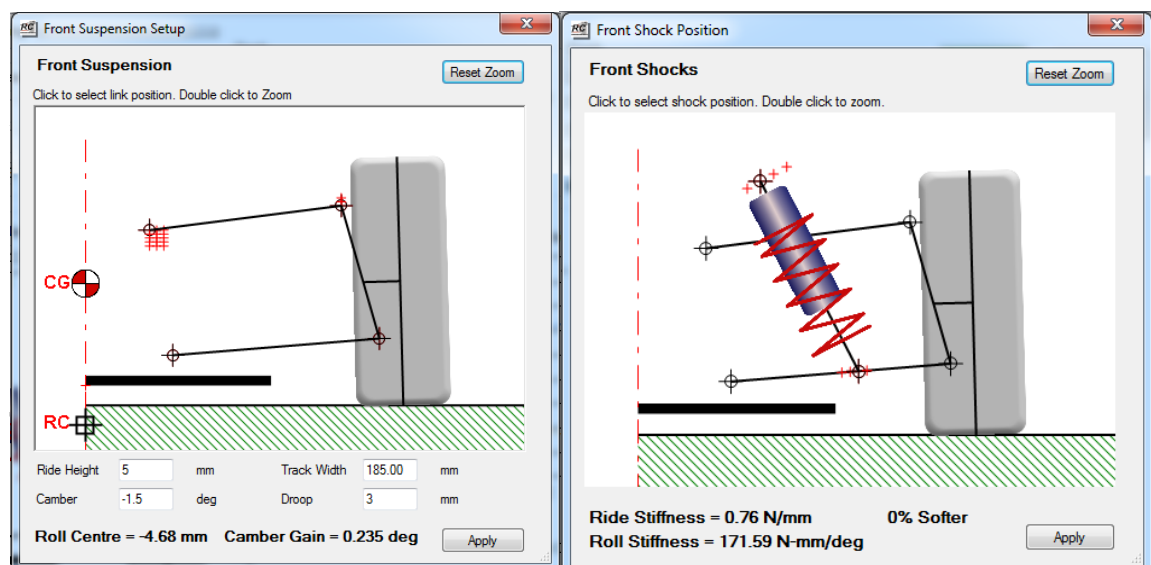 RC Front Suspension Setup
Front Suspension
Reset Zoom
Click to select link position. Double click to Zoom
CG
RC
Ride Height 5 mm Track Width 185.00 mm
Camber -1.5 deg Droop 3 mm
Roll Centre = -4.68 mm Camber Gain = 0.235 deg Apply
RC Front Shock Position
Front Shocks
Reset Zoom
Click to select shock position. Double click to zoom.
Ride Stiffness = 0.76 N/mm 0% Softer
Roll Stiffness = 171.59 N-mm/deg
Apply